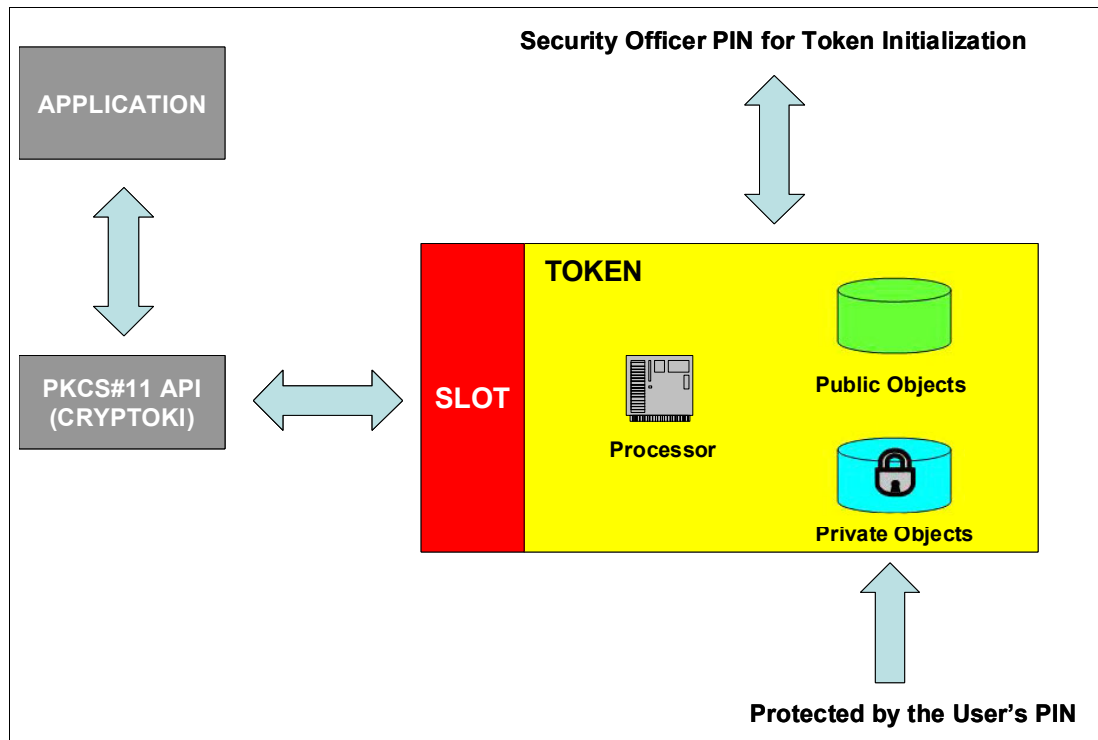 Security Officer PIN for Token Initialization
APPLICATION
TOKEN
PKCS#11 API
(CRYPTOKI)
SLOT
Processor
Public Objects
Private Objects
Protected by the User's PIN